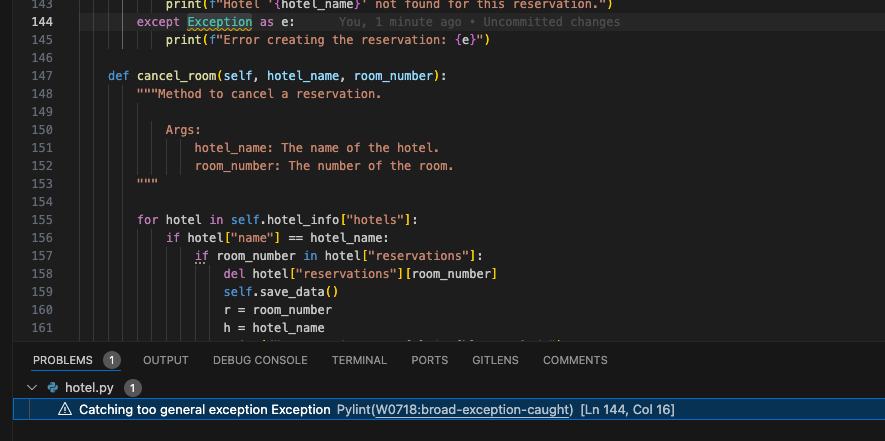 143 print(f"Hotel '{hotel_name}' not found for this reservation.")
144 except Exception as e: You, 1 minute ago • Uncommitted changes
145 print(f"Error creating the reservation: {e}")
146
147 def cancel_room(self, hotel_name, room_number):
148 """Method to cancel a reservation.
149
150 Args:
151 hotel_name: The name of the hotel.
152 room_number: The number of the room.
153 """
154
155 for hotel in self.hotel_info["hotels"]:
156 if hotel["name"] == hotel_name:
157 if room_number in hotel["reservations"]:
158 del hotel["reservations"][room_number]
159 self.save_data()
160 r = room_number
161 h = hotel_name
PROBLEMS 1 OUTPUT DEBUG CONSOLE TERMINAL PORTS GITLENS COMMENTS
hotel.py 1
Catching too general exception Exception Pylint(W0718:broad-exception-caught) [Ln 144, Col 16]